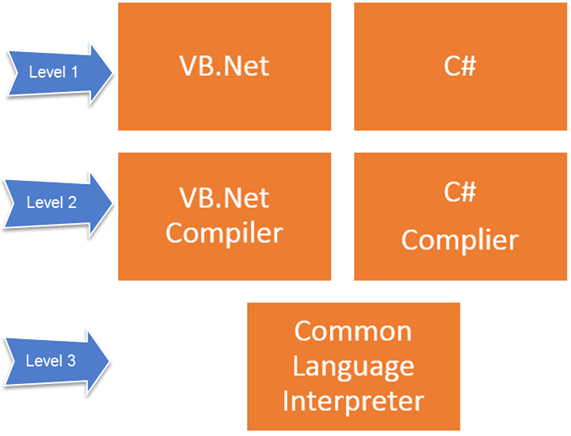 Level 1
VB.Net
C#
Level 2
VB.Net
Compiler
C#
Complier
Level 3
Common
Language
Interpreter